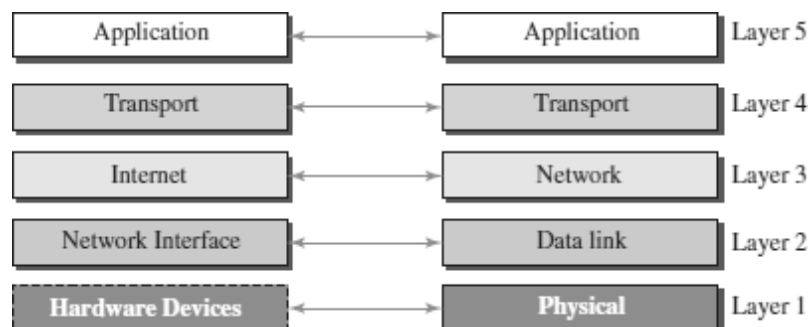 Application Application Layer 5
Transport Transport Layer 4
Internet Network Layer 3
Network Interface Data link Layer 2
Hardware Devices Physical Layer 1